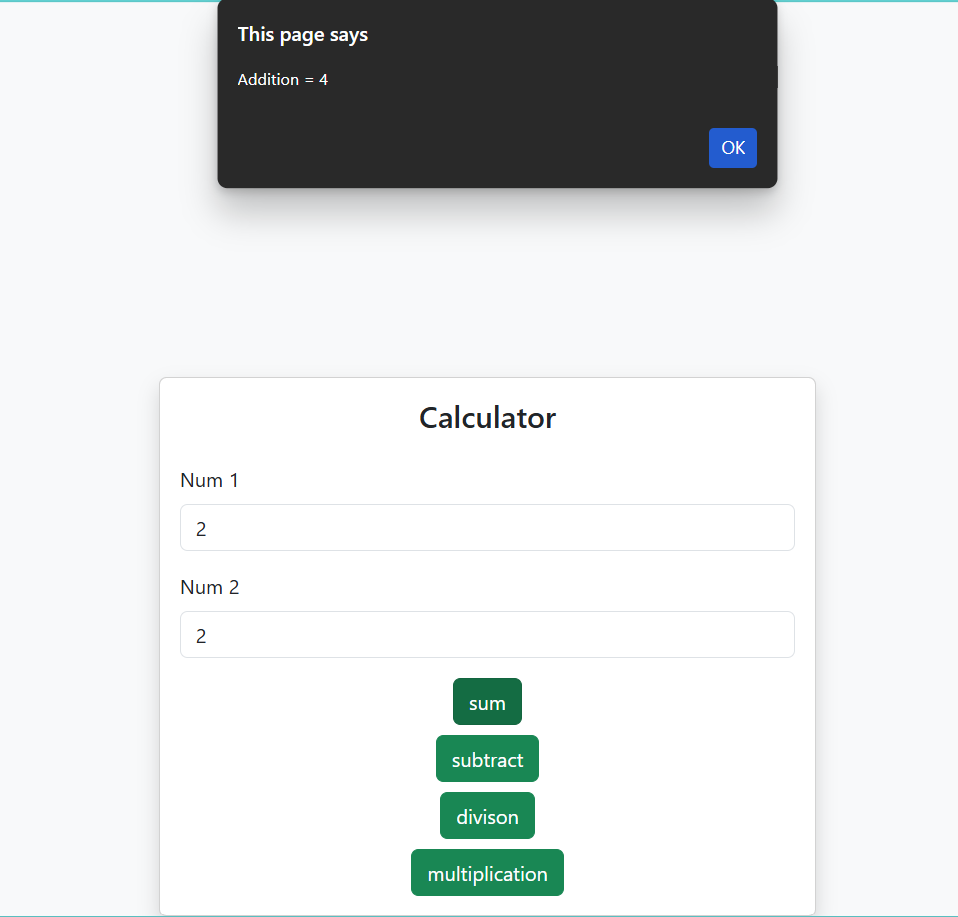 This page says
Addition = 4
OK
Calculator
Num 1
2
Num 2
2
sum
subtract
divison
multiplication